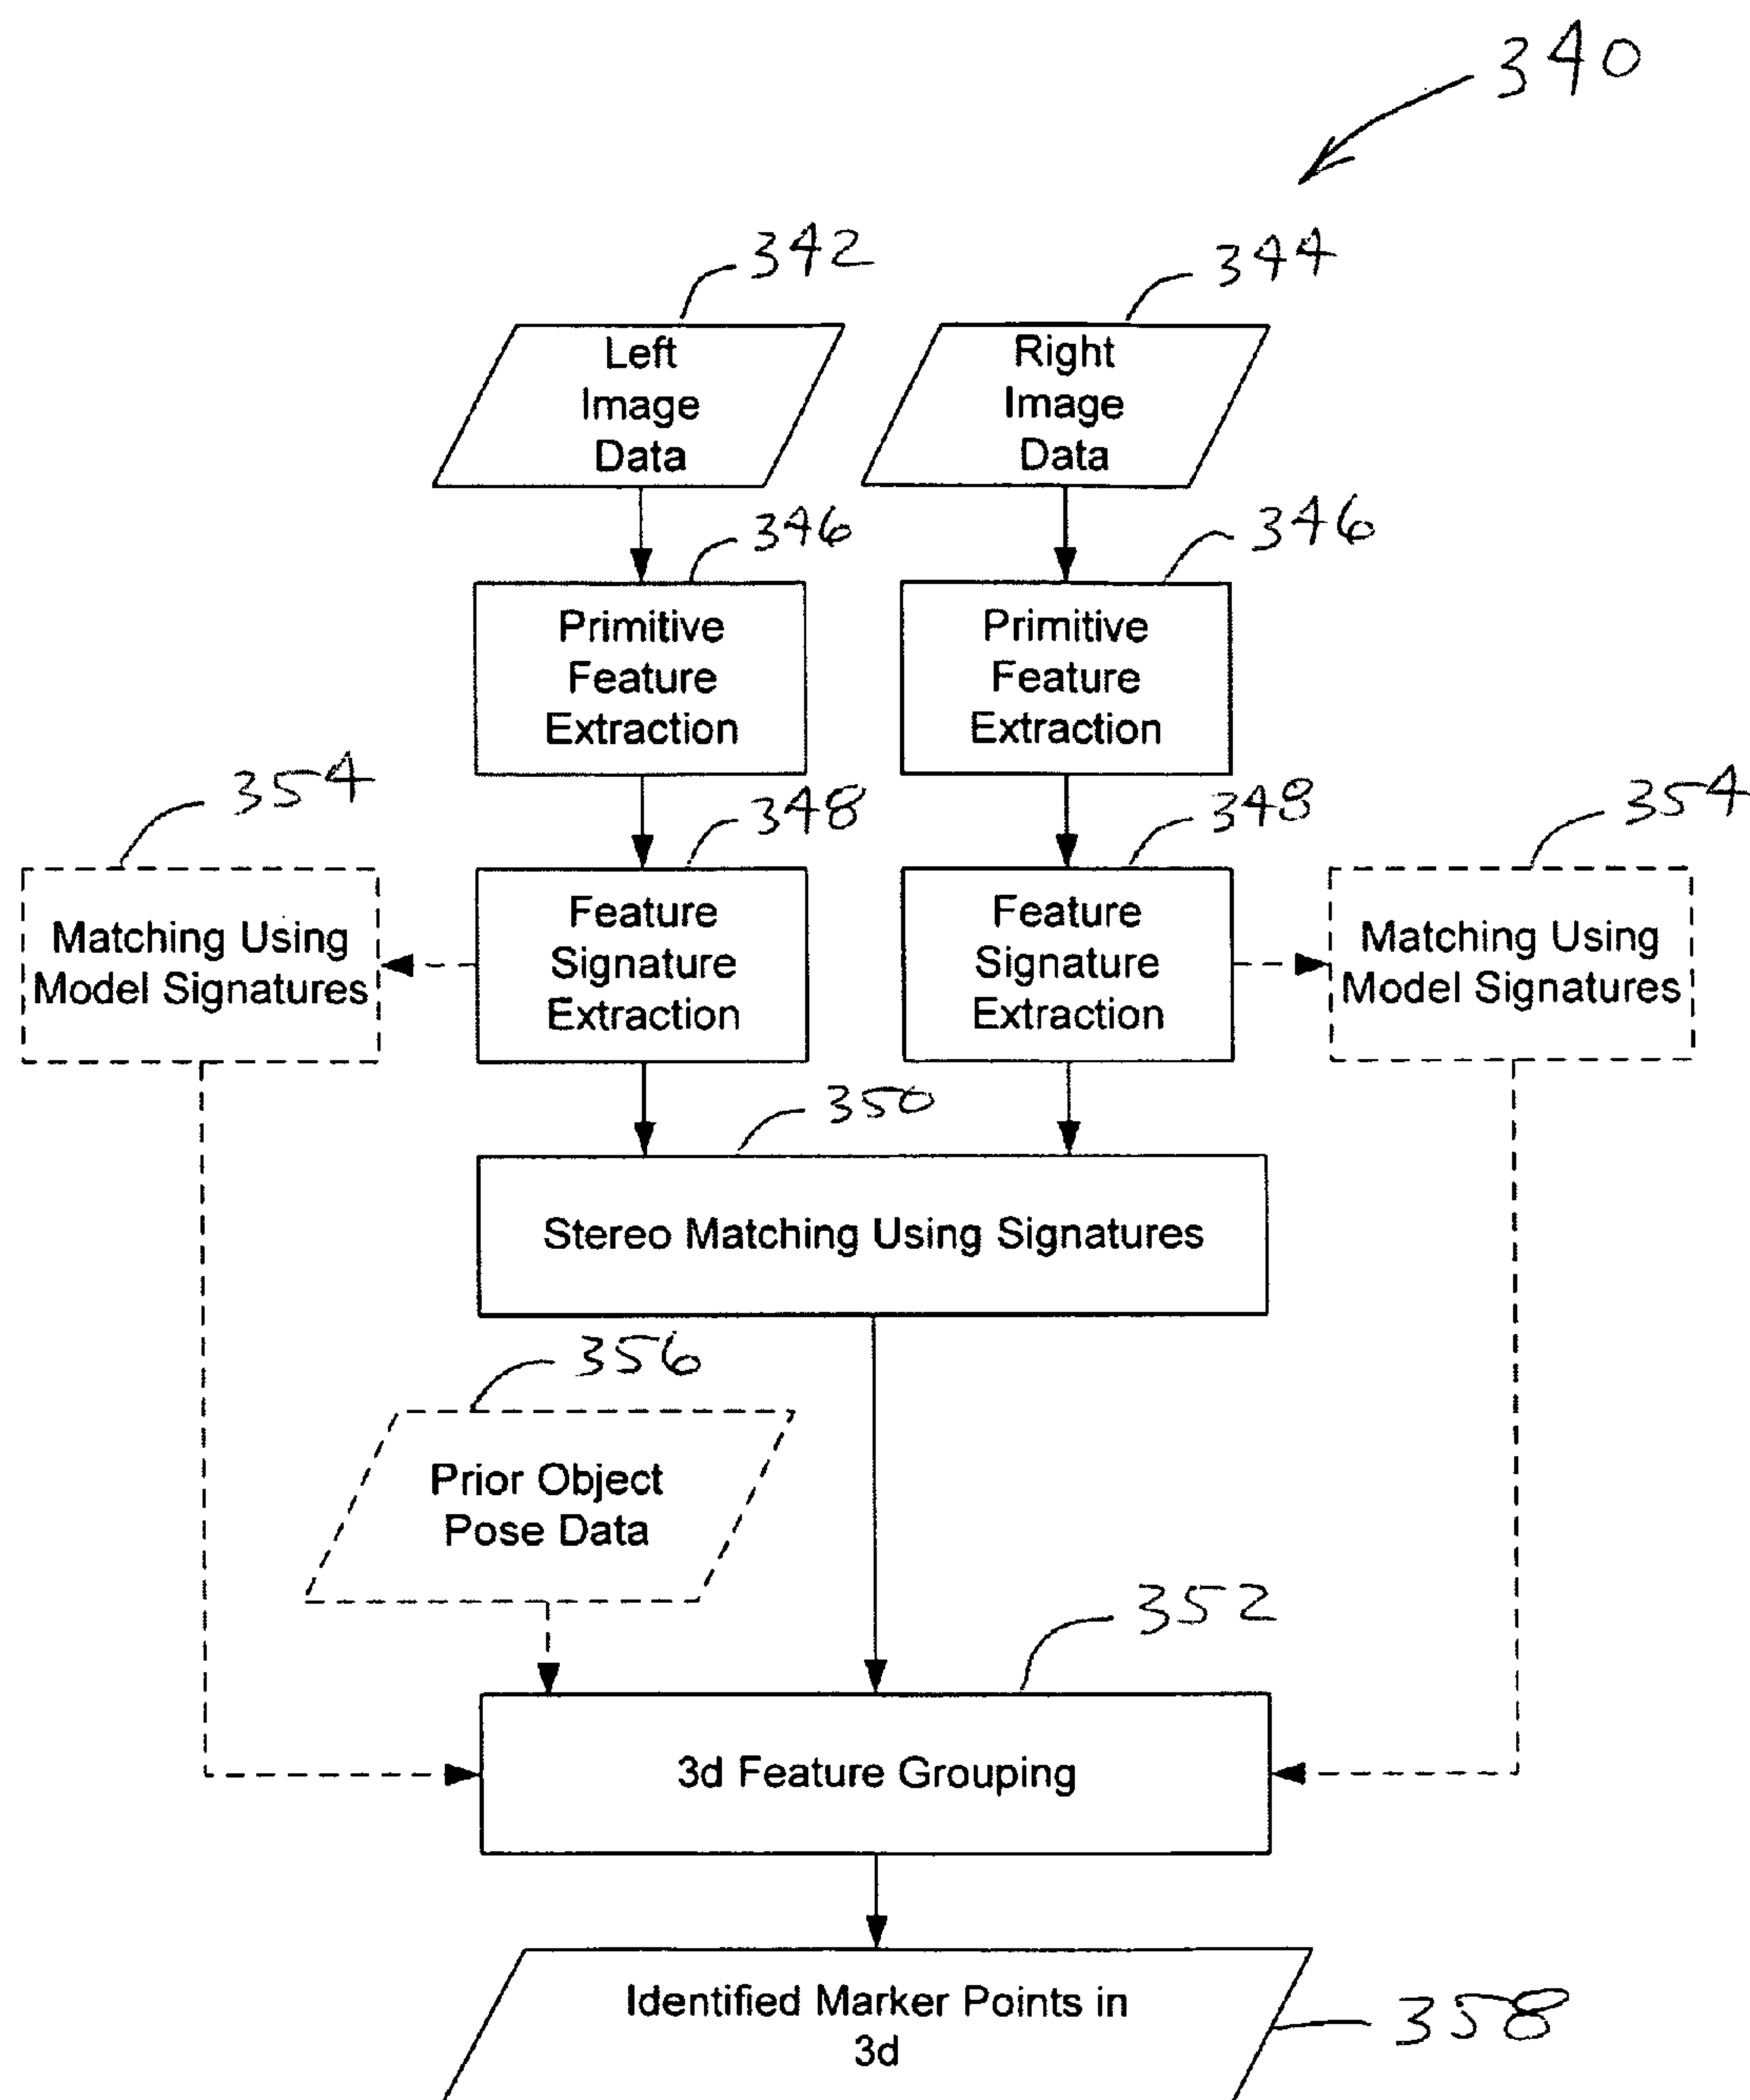 340
342
344
Left
Image
Data
Right
Image
Data
346
346
Primitive
Feature
Extraction
Primitive
Feature
Extraction
354
348
348
354
Matching Using
Model Signatures
Feature
Signature
Extraction
Feature
Signature
Extraction
Matching Using
Model Signatures
350
Stereo Matching Using Signatures
356
Prior Object
Pose Data
352
3d Feature Grouping
Identified Marker Points in
3d
358